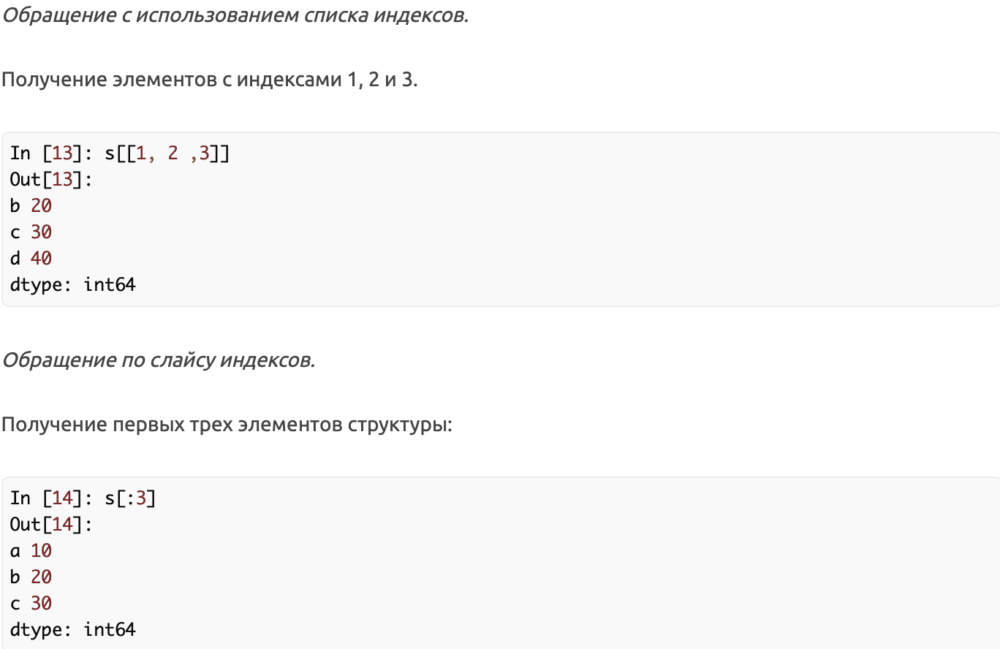 Обращение с использованием списка индексов.
Получение элементов с индексами 1, 2 и 3.
In [13]: s[[1, 2 ,3]]
Out[13]:
b 20
c 30
d 40
dtype: int64
Обращение по слайсу индексов.
Получение первых трех элементов структуры:
In [14]: s[:3]
Out[14]:
a 10
b 20
c 30
dtype: int64